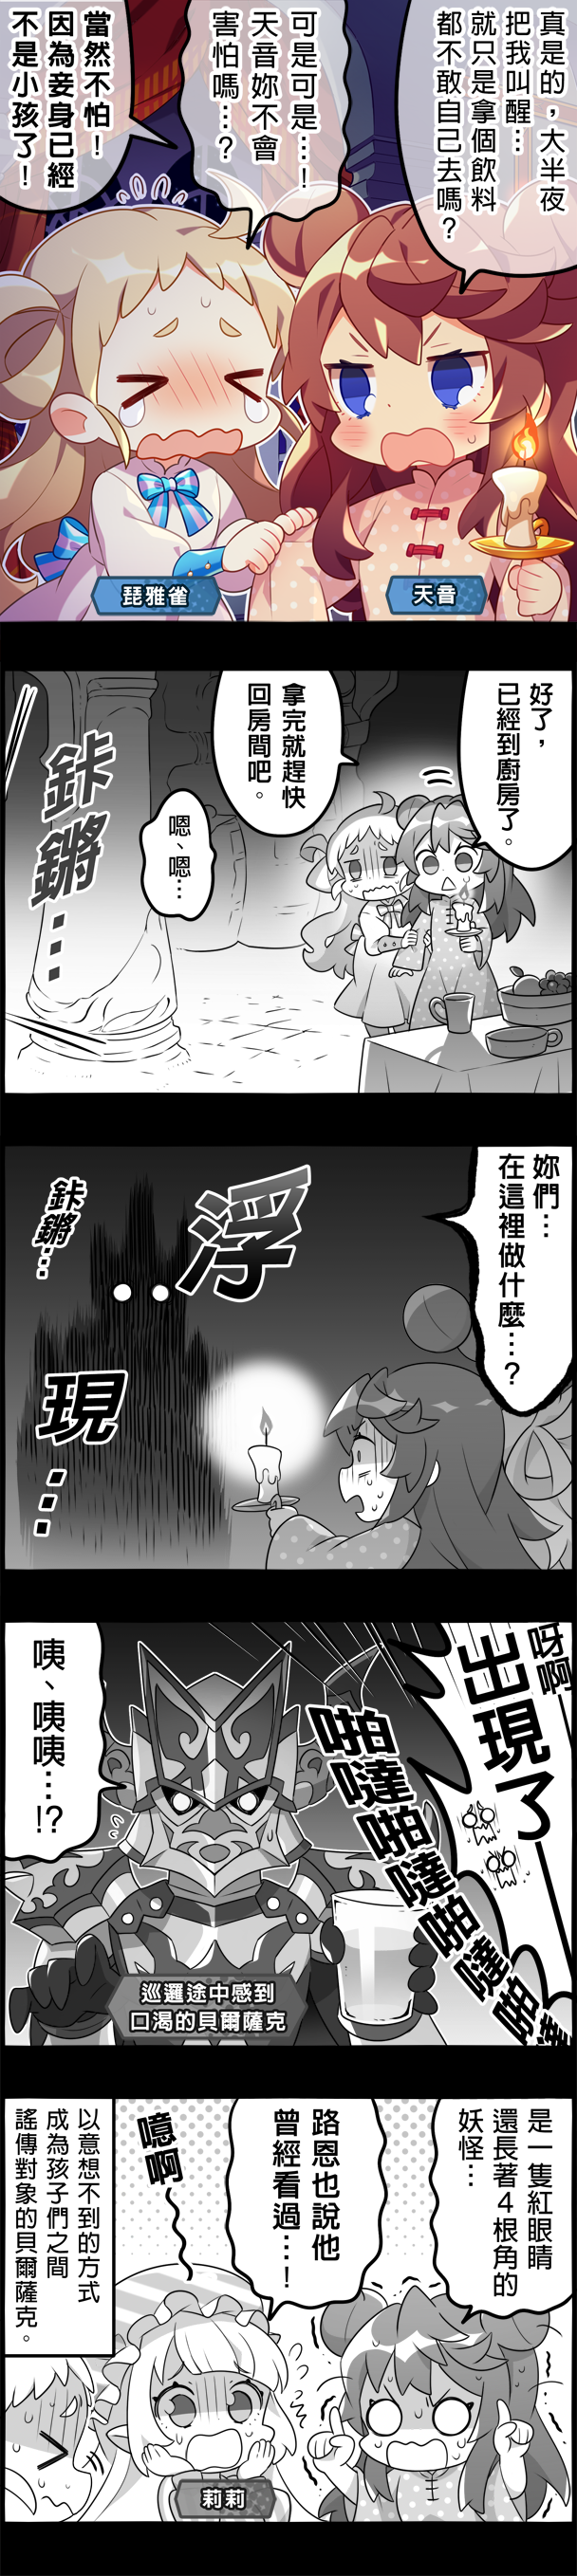 真是的，大半夜
把我叫醒…
就只是拿個飲料
都不敢自己去嗎？
可是可是…！
天音妳不會
害怕嗎…？
當然不怕！
因為妾身已經
不是小孩了！
琵雅雀
天音
好了，
已經到廚房了。
拿完就趕快
回房間吧。
嗯、嗯…
鉲鏘…
妳們…
在這裡做什麼…？
浮
現…
鉲鏘…
呀啊
出現了
啪噠啪噠啪噠啪噠
咦、咦咦…!?
巡邏途中感到
口渴的貝爾薩克
是一隻紅眼睛
還長著4根角的
妖怪…
路恩也說他
曾經看過…！
噫啊
以意想不到的方式
成為孩子們之間
謠傳對象的貝爾薩克。
莉莉